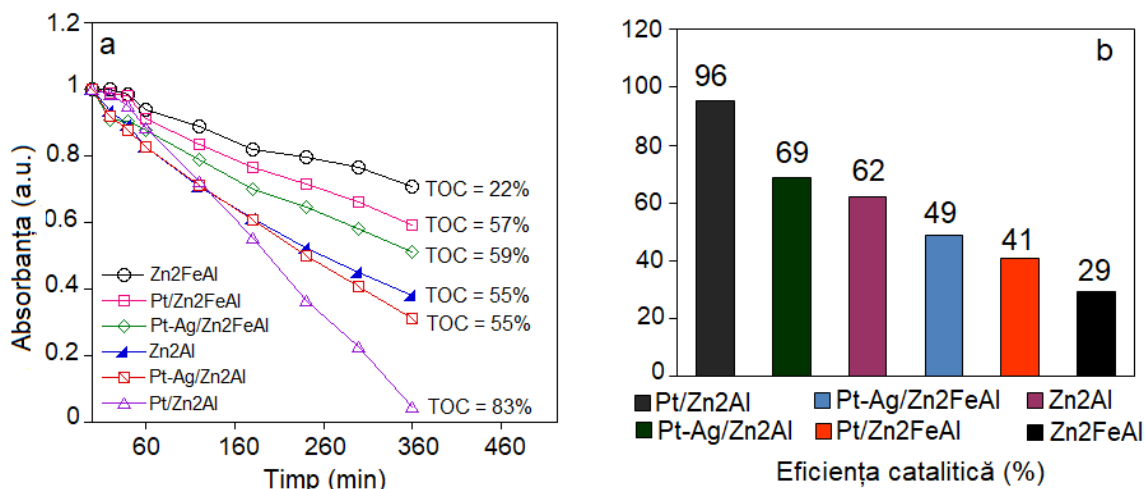 a
Absorbanța (a.u.)
1.2
1
0.8
0.6
0.4
0.2
0
TOC = 22%
TOC = 57%
TOC = 59%
TOC = 55%
TOC = 55%
TOC = 83%
Zn2FeAl
Pt/Zn2FeAl
Pt-Ag/Zn2FeAl
Zn2Al
Pt-Ag/Zn2Al
Pt/Zn2Al
60 160 260 360 460
Timp (min)
b
120
100
80
60
40
20
0
96
69
62
49
41
29
Pt/Zn2Al Pt-Ag/Zn2FeAl Zn2Al
Pt-Ag/Zn2Al Pt/Zn2FeAl Zn2FeAl
Eficiența catalitică (%)